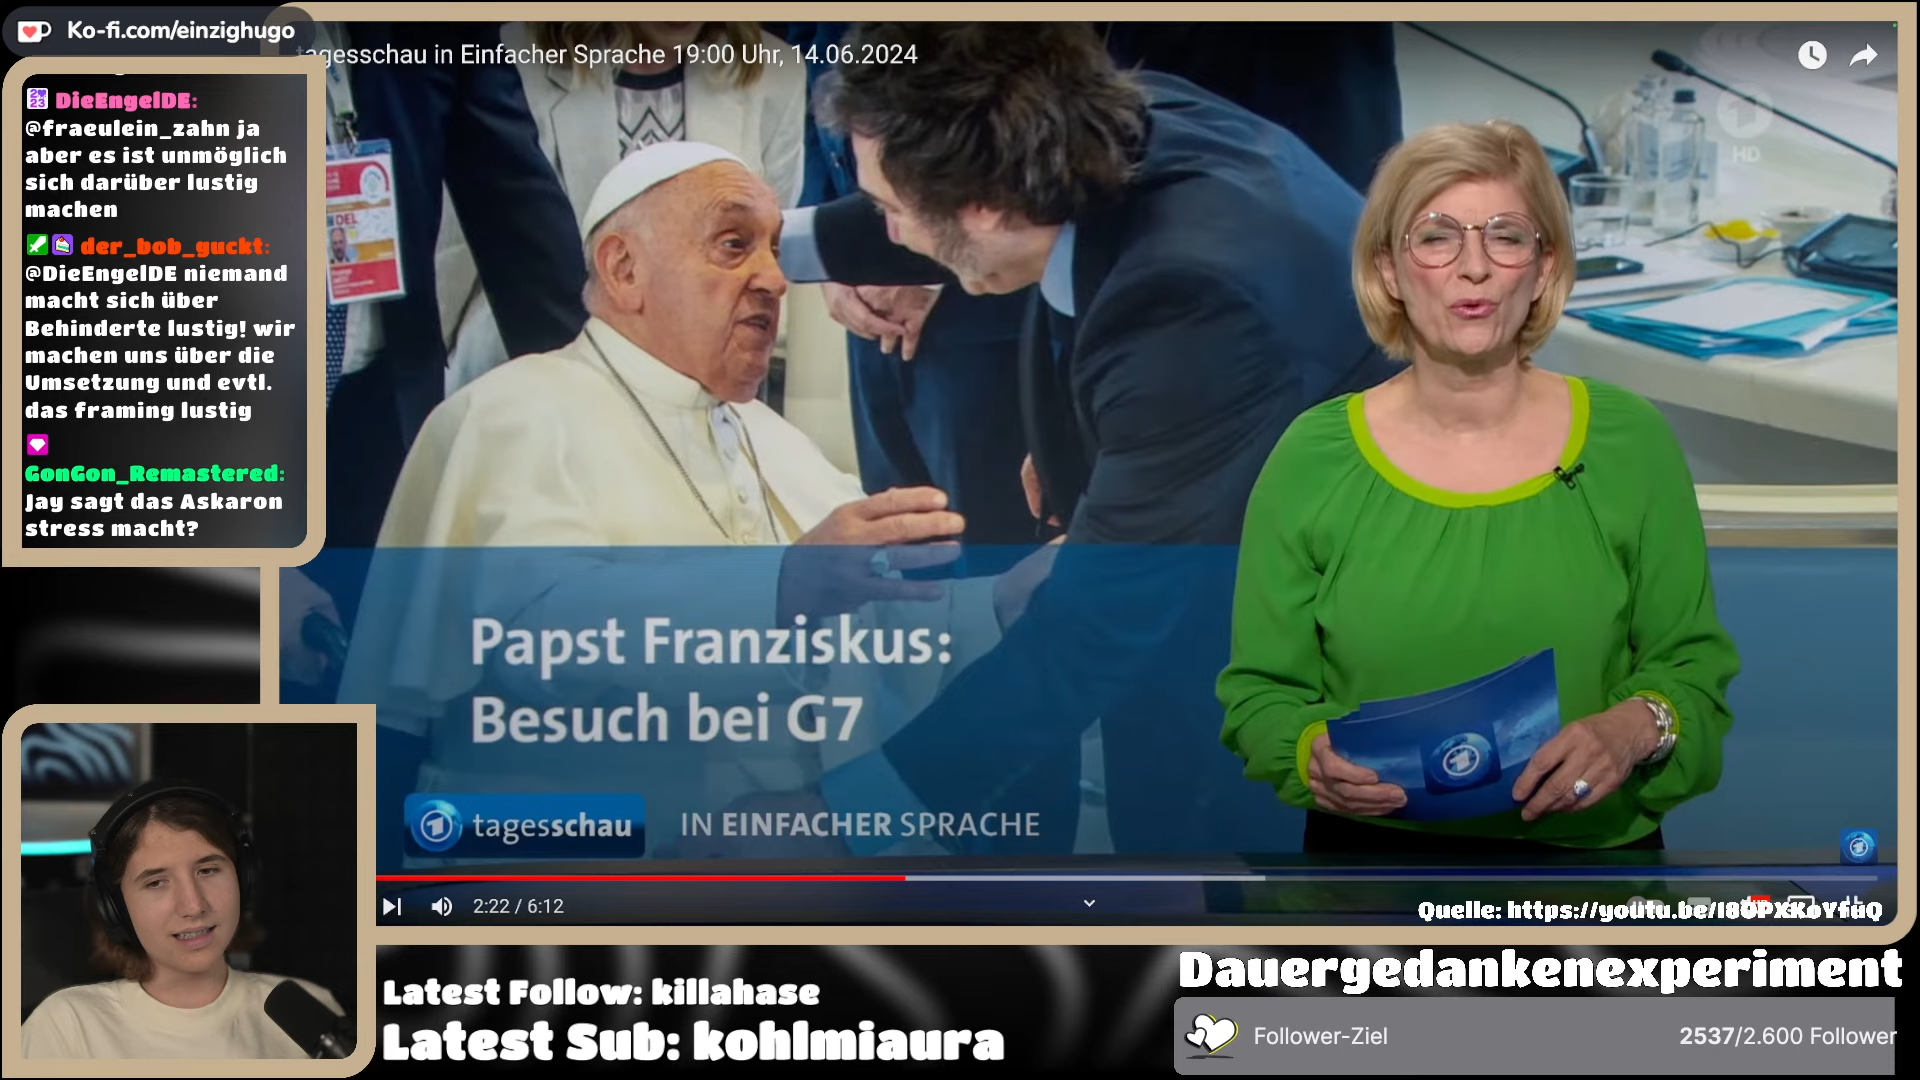 Ko-fi.com/einzighugo
tagesschau in Einfacher Sprache 19:00 Uhr, 14.06.2024
DieEngelDE:
@fraeulein_zahn ja
aber es ist unmöglich
sich darüber lustig
machen
der_bob_guckt:
@DieEngelDE niemand
macht sich über
Behinderte lustig! wir
machen uns über die
Umsetzung und evtl.
das framing lustig
GonGon_Remastered:
Jay sagt das Askaron
stress macht?
HD
DEL
Papst Franziskus:
Besuch bei G7
tagesschau IN EINFACHER SPRACHE
2:22 / 6:12
Quelle:
Latest Follow: killahase
Latest Sub: kohlmiaura
Dauergedankenexperiment
Follower-Ziel 2537/2.600 Follower